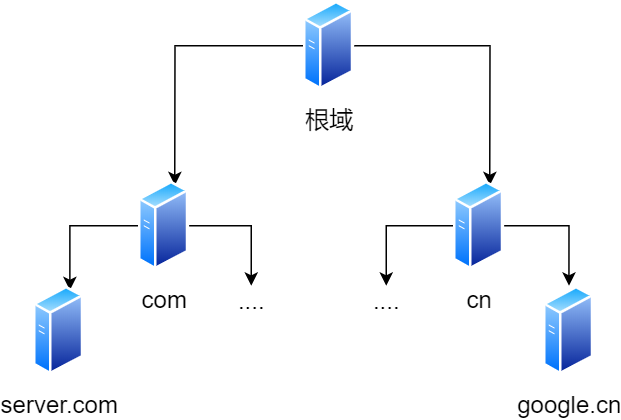 根域
com
....
....
cn
server.com
google.cn